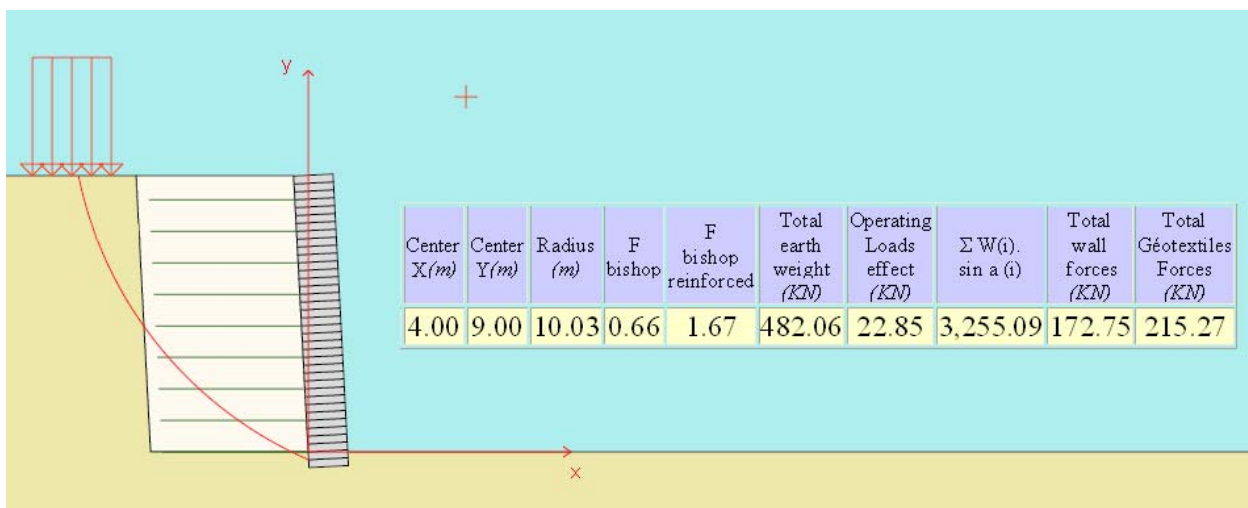 y
Center X(m)
Center Y(m)
Radius (m)
F bishop
F bishop reinforced
Total earth weight (KN)
Operating Loads effect (KN)
Σ W(i). sin a (i)
Total wall forces (KN)
Total Géotextiles Forces (KN)
4.00 9.00 10.03 0.66 1.67 482.06 22.85 3,255.09 172.75 215.27
x